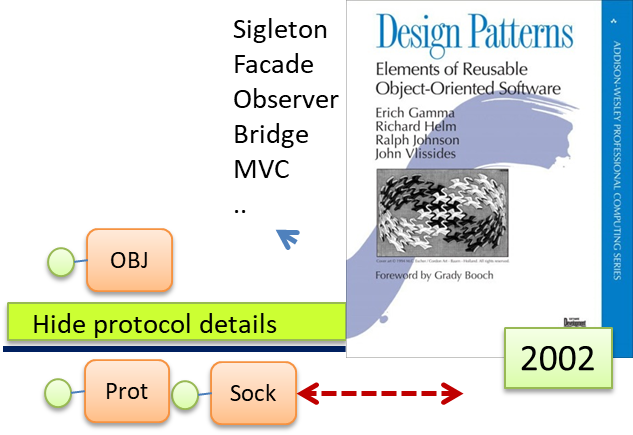 Sigleton
Facade
Observer
Bridge
MVC
..
Design Patterns
Elements of Reusable
Object-Oriented Software
Erich Gamma
Richard Helm
Ralph Johnson
John Vlissides
Foreword by Grady Booch
ADDISON-WESLEY PROFESSIONAL COMPUTING SERIES
OBJ
Hide protocol details
2002
Prot
Sock